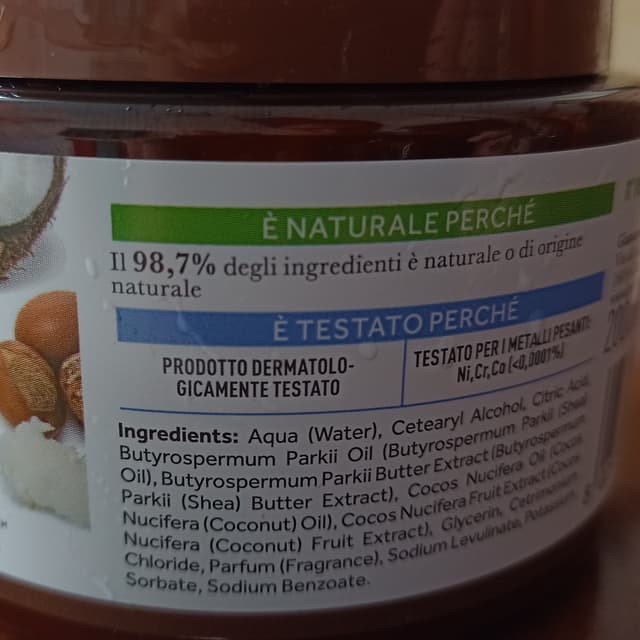 È NATURALE PERCHÉ
Il 98,7% degli ingredienti è naturale o di origine
naturale
È TESTATO PERCHÉ
PRODOTTO DERMATOLO-
GICAMENTE TESTATO
TESTATO PER I METALLI PESANTI:
Ni,Cr,Co (<0,0001%)
Ingredients: Aqua (Water), Cetearyl Alcohol, Citric Acid,
Butyrospermum Parkii Oil (Butyrospermum Parkii (Shea)
Oil), Butyrospermum Parkii Butter Extract (Butyrospermum
Parkii (Shea) Butter Extract), Cocos Nucifera Oil (Cocos
Nucifera (Coconut) Oil), Cocos Nucifera Fruit Extract (Cocos
Nucifera (Coconut) Fruit Extract), Glycerin, Cetrimonium
Chloride, Parfum (Fragrance), Sodium Levulinate, Potassium
Sorbate, Sodium Benzoate.